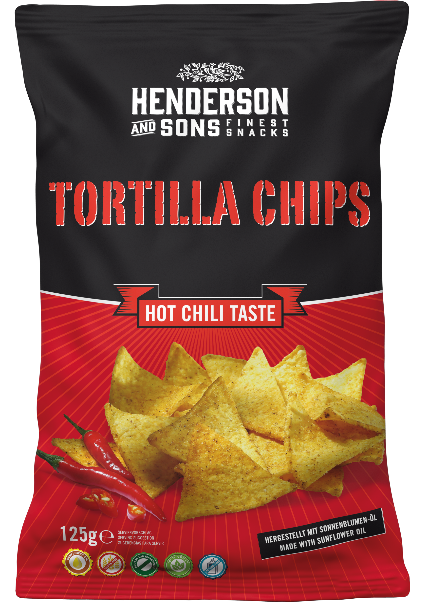 HENDERSON
AND SONS FINEST SNACKS
TORTILLA CHIPS
HOT CHILI TASTE
125g ℮
HERGESTELLT MIT SONNENBLUMEN-ÖL
MADE WITH SUNFLOWER OIL